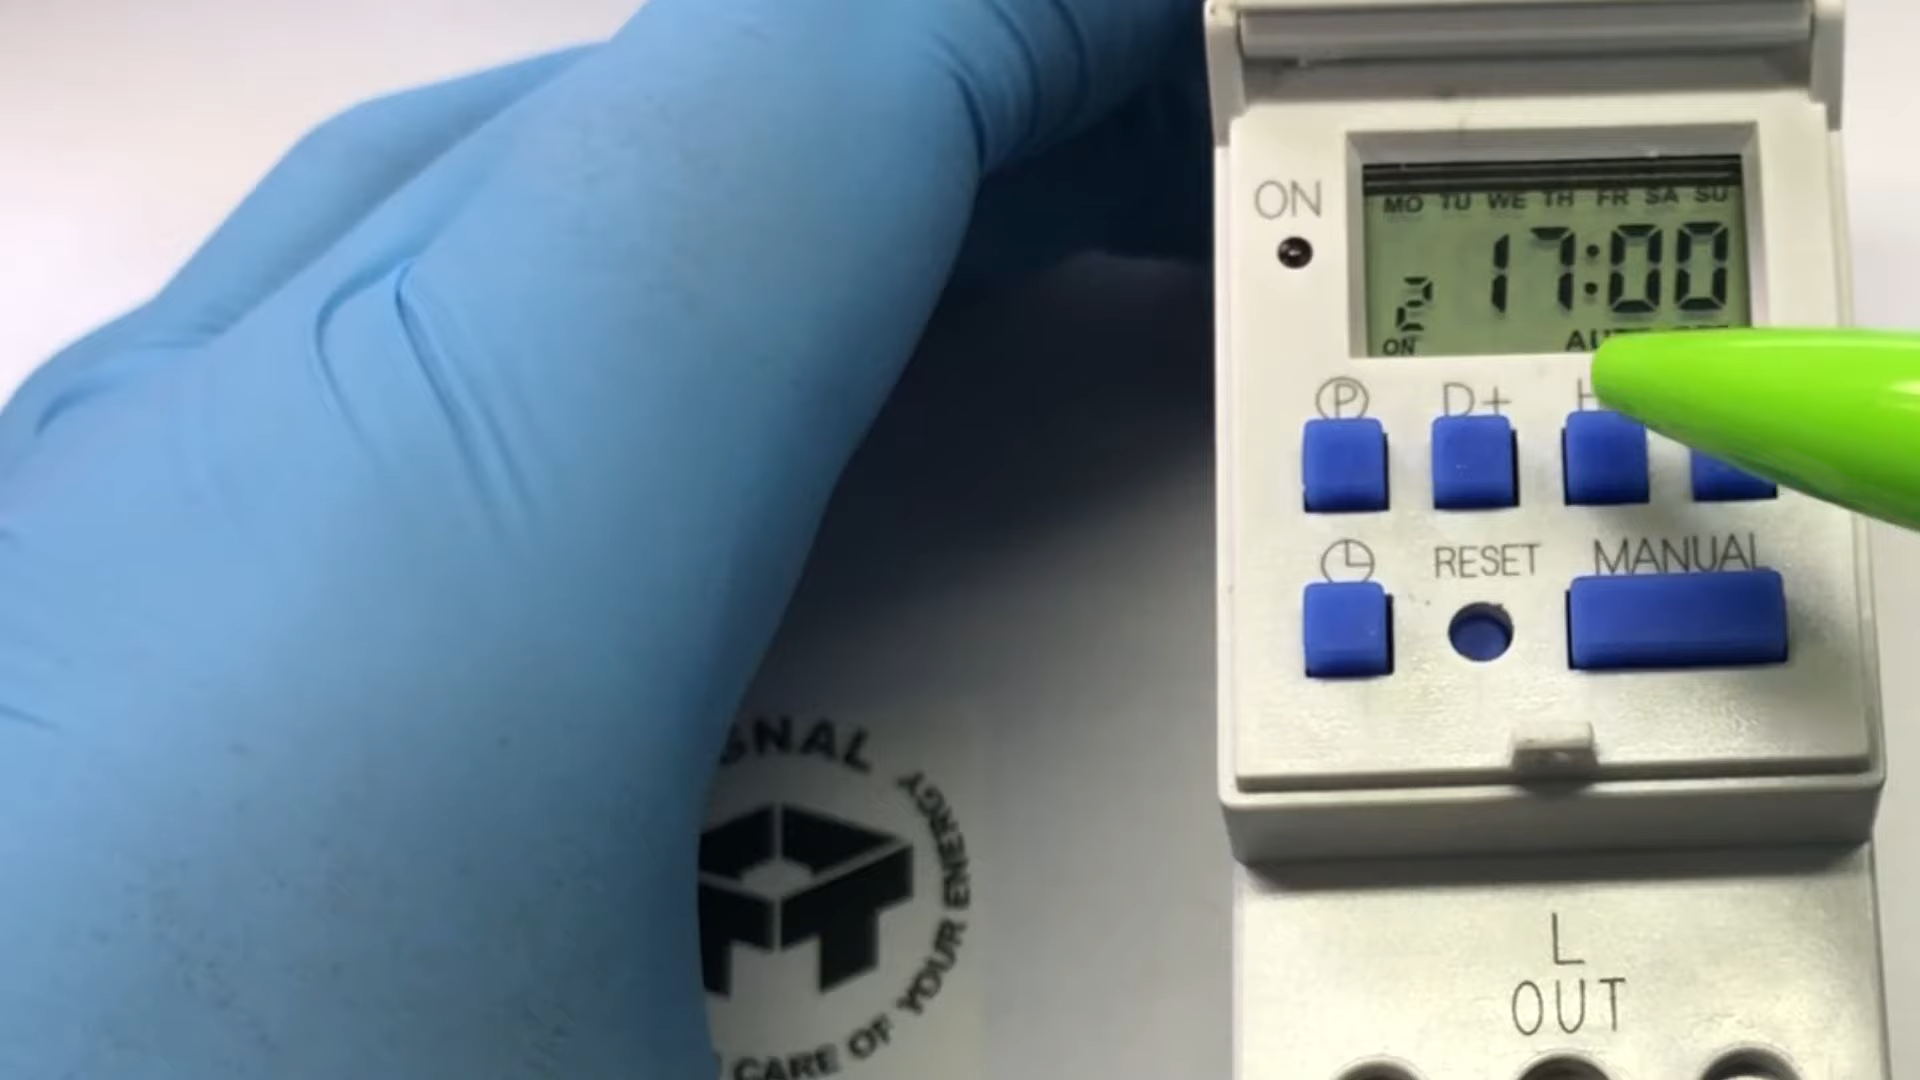 ON
MO TU WE TH FR SA SU
17:00
2
ON
P D+
RESET MANUAL
L
OUT
CARE OF YOUR ENERGY